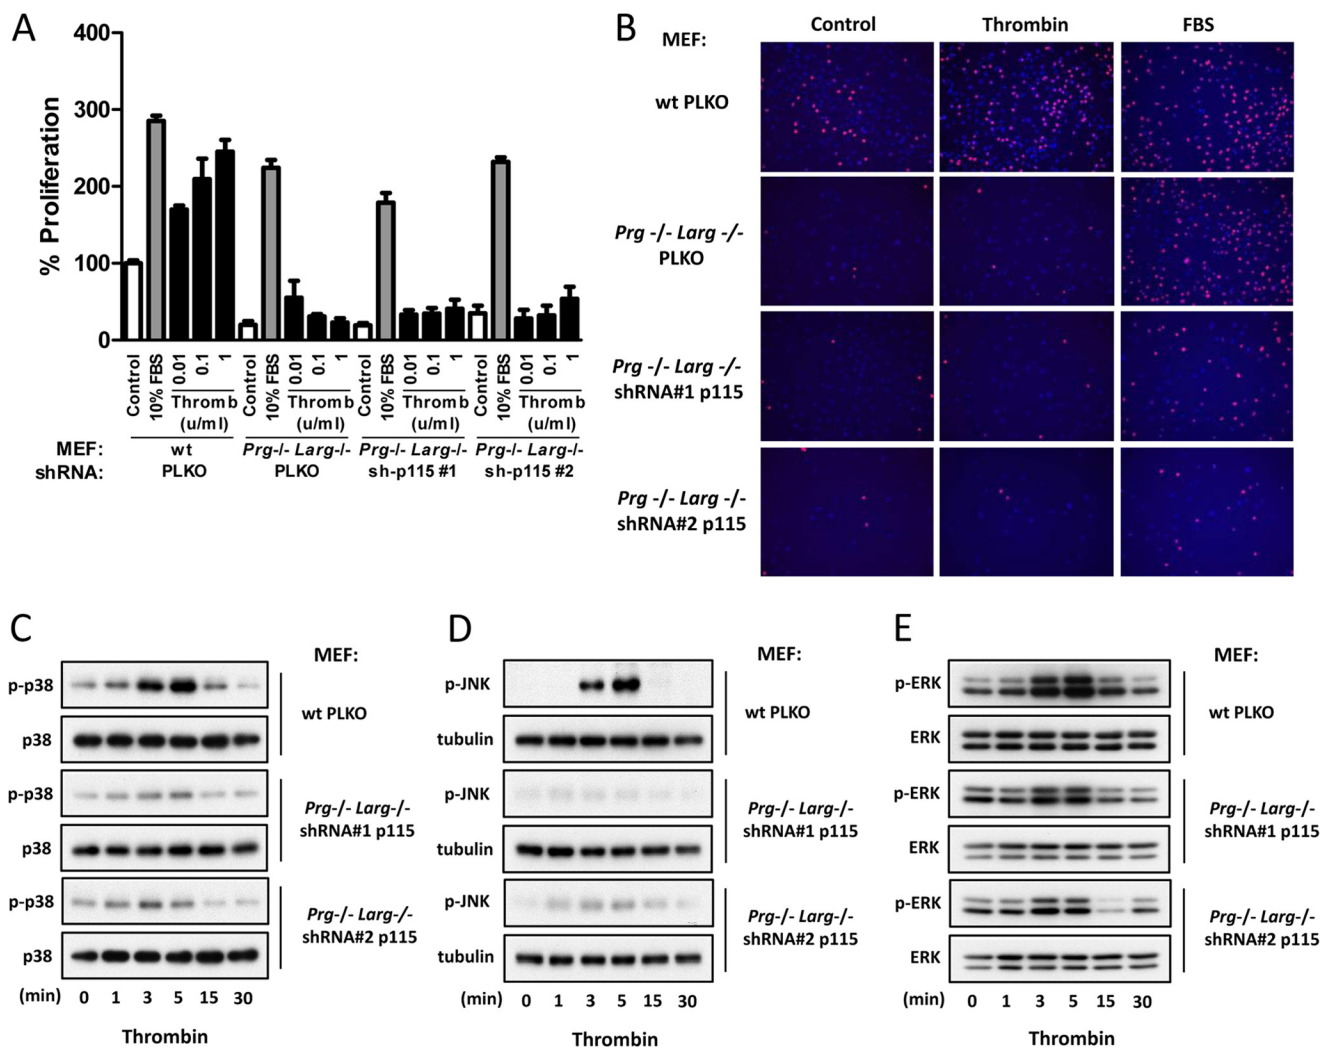 A
400
300
200
100
0
% Proliferation
Control
10% FBS
0.01
0.1
1
Thromb
(u/ml)
Control
10% FBS
0.01
0.1
1
Thromb
(u/ml)
Control
10% FBS
0.01
0.1
1
Thromb
(u/ml)
Control
10% FBS
0.01
0.1
1
Thromb
(u/ml)
MEF: wt Prg-/- Larg-/- Prg-/- Larg-/- Prg-/- Larg-/-
shRNA: PLKO PLKO sh-p115 #1 sh-p115 #2
B
MEF:
Control Thrombin FBS
wt PLKO
Prg -/- Larg -/-
PLKO
Prg -/- Larg -/-
shRNA#1 p115
Prg -/- Larg -/-
shRNA#2 p115
C
MEF:
p-p38
p38
wt PLKO
p-p38
p38
Prg-/- Larg-/-
shRNA#1 p115
p-p38
p38
Prg-/- Larg-/-
shRNA#2 p115
(min) 0 1 3 5 15 30
Thrombin
D
MEF:
p-JNK
tubulin
wt PLKO
p-JNK
tubulin
Prg-/- Larg-/-
shRNA#1 p115
p-JNK
tubulin
Prg-/- Larg-/-
shRNA#2 p115
(min) 0 1 3 5 15 30
Thrombin
E
MEF:
p-ERK
ERK
wt PLKO
p-ERK
ERK
Prg-/- Larg-/-
shRNA#1 p115
p-ERK
ERK
Prg-/- Larg-/-
shRNA#2 p115
(min) 0 1 3 5 15 30
Thrombin